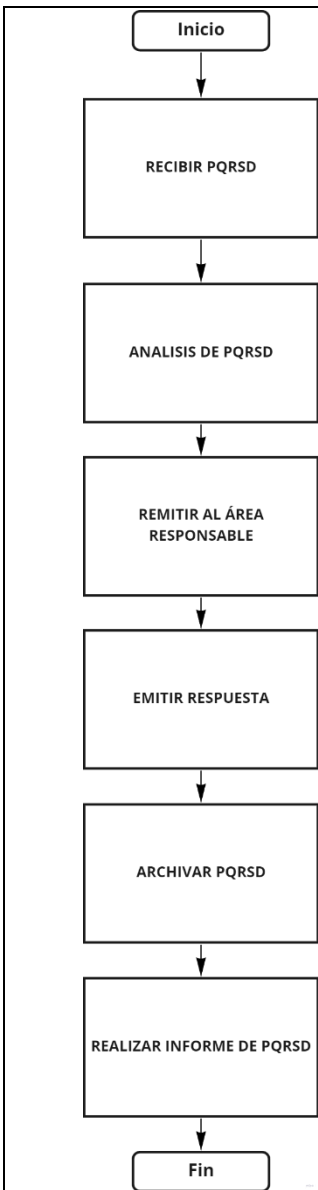 Inicio
RECIBIR PQRSD
ANALISIS DE PQRSD
REMITIR AL ÁREA
RESPONSABLE
EMITIR RESPUESTA
ARCHIVAR PQRSD
REALIZAR INFORME DE PQRSD
Fin